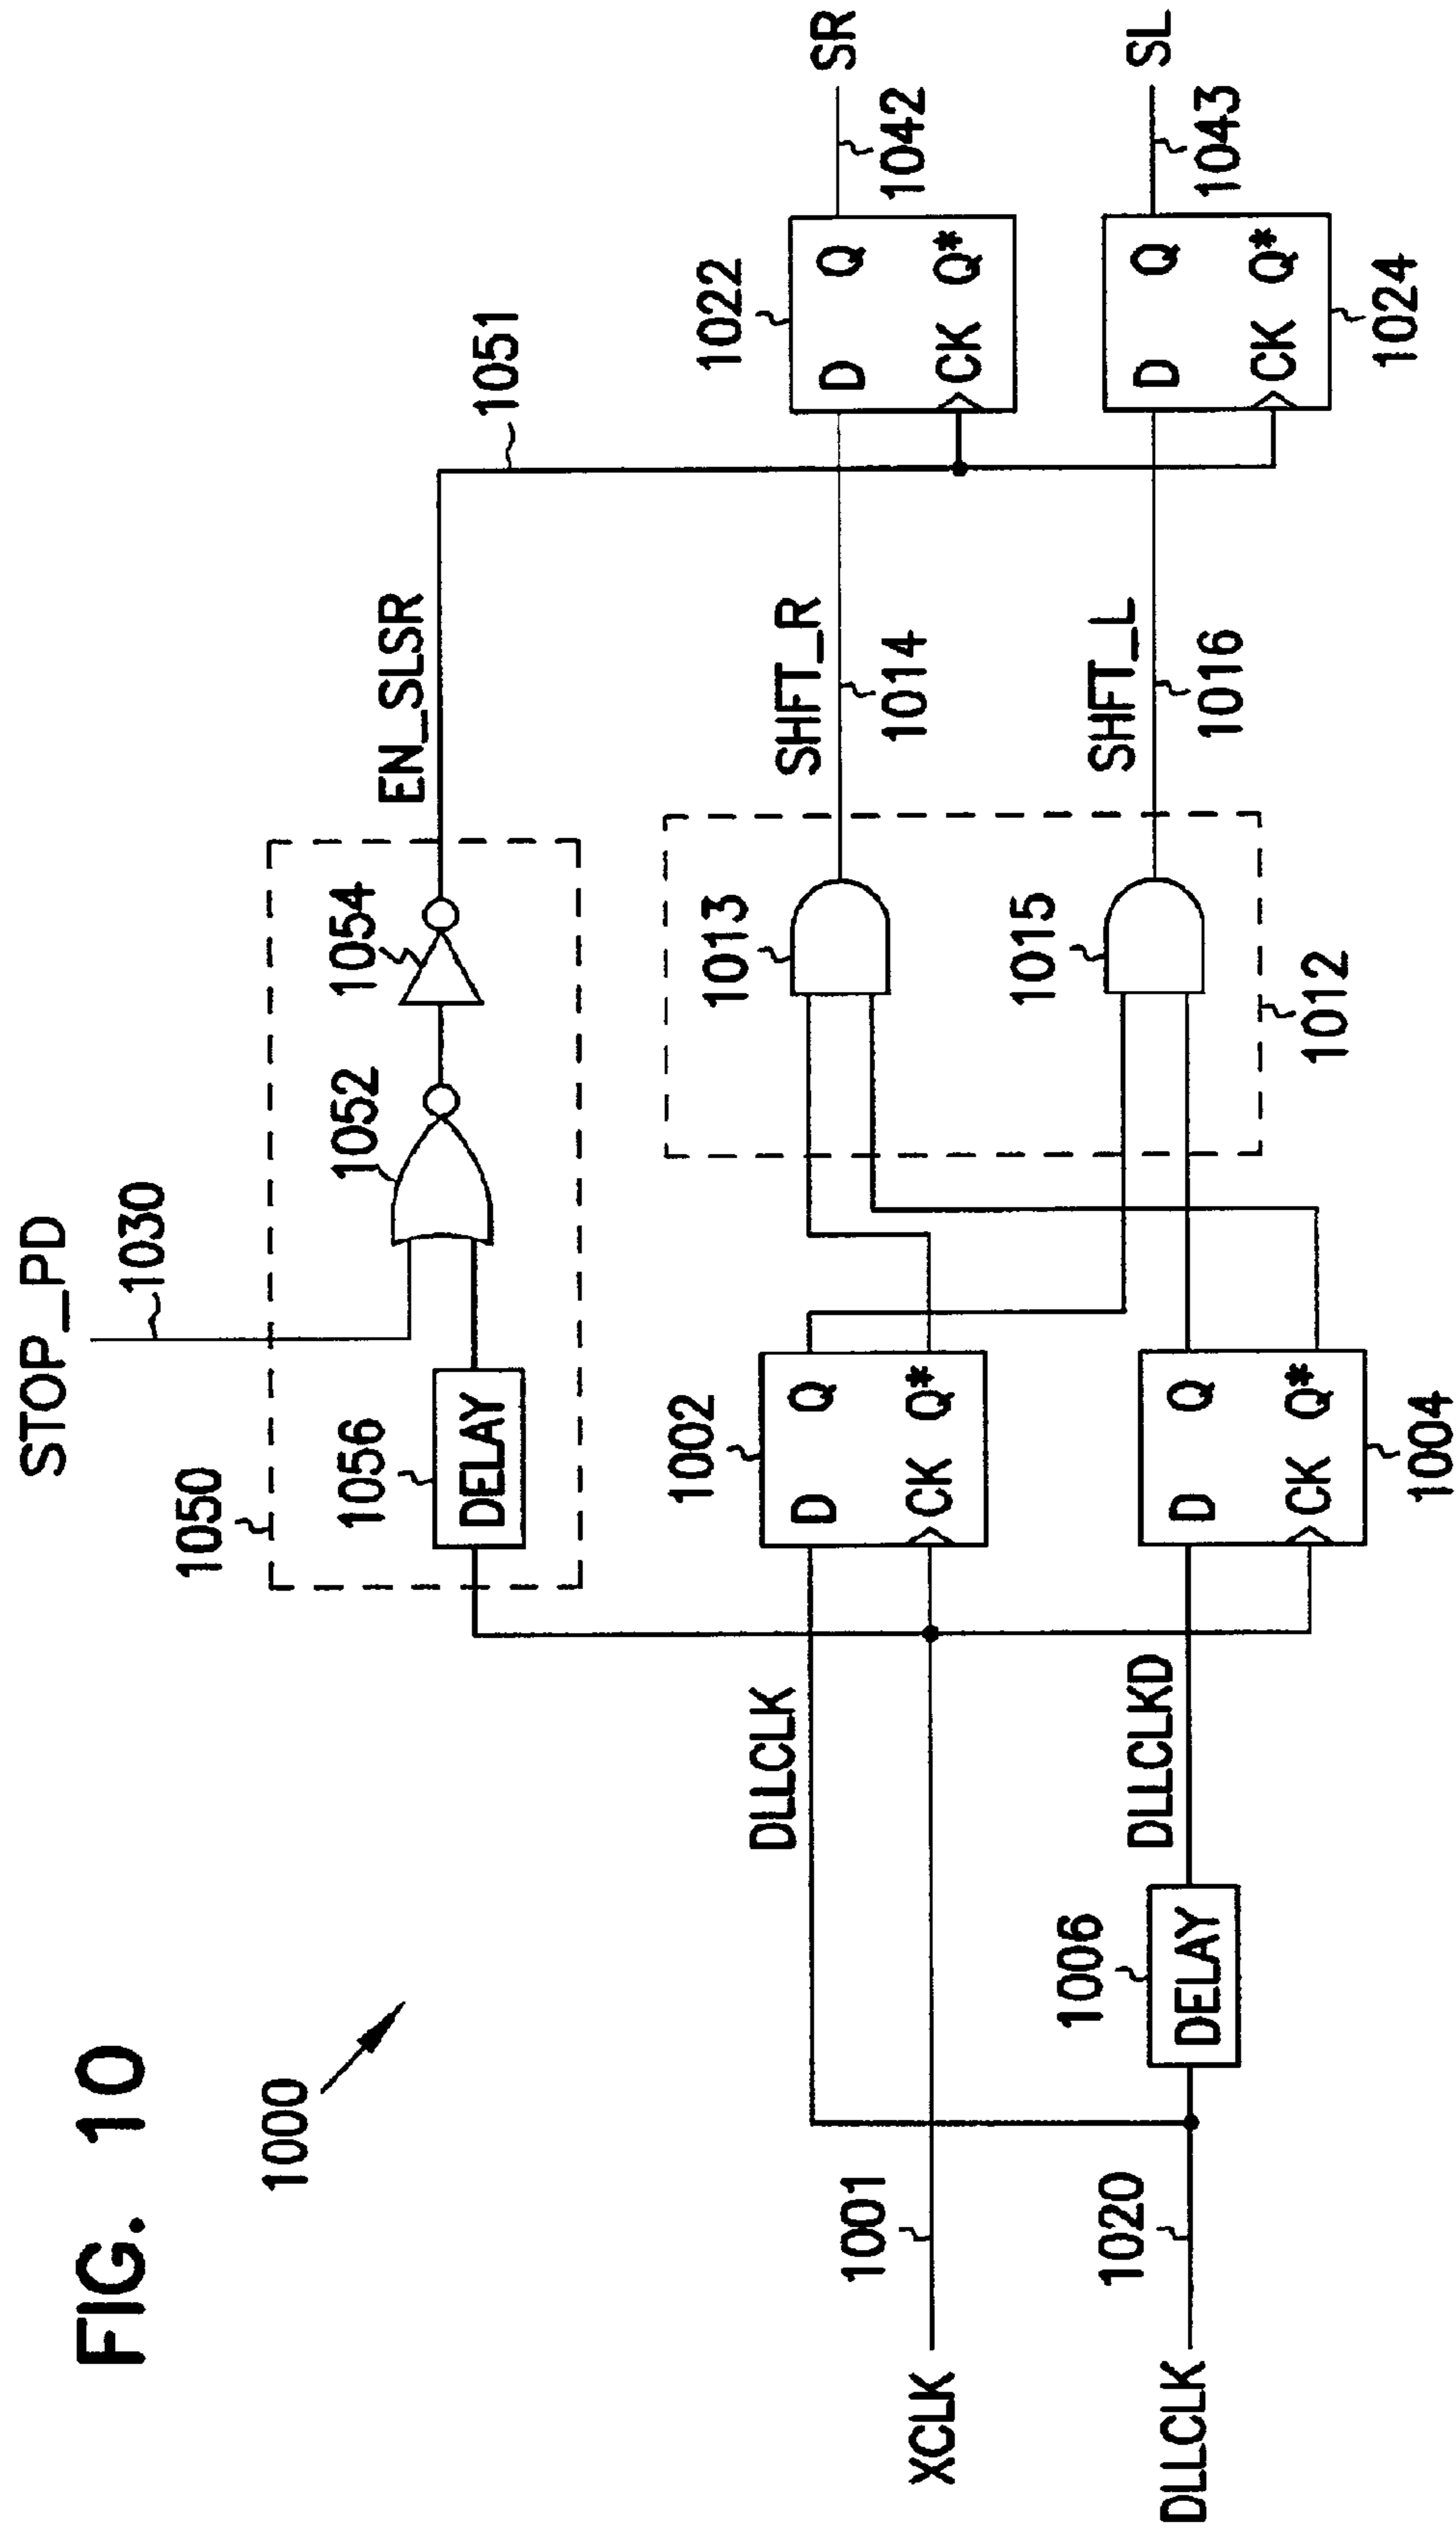 FIG. 10
1000
STOP_PD
1030
1050
1056
DELAY
1052
1054
EN_SLSR
1051
XCLK
1001
DLLCLK
1020
DLLCLK
1006
DELAY
DLLCLKD
1002
D Q
CK Q*
1004
D Q
CK Q*
1013
1015
1012
SHFT_R
1014
SHFT_L
1016
1022
D Q
CK Q*
1024
D Q
CK Q*
SR
1042
SL
1043